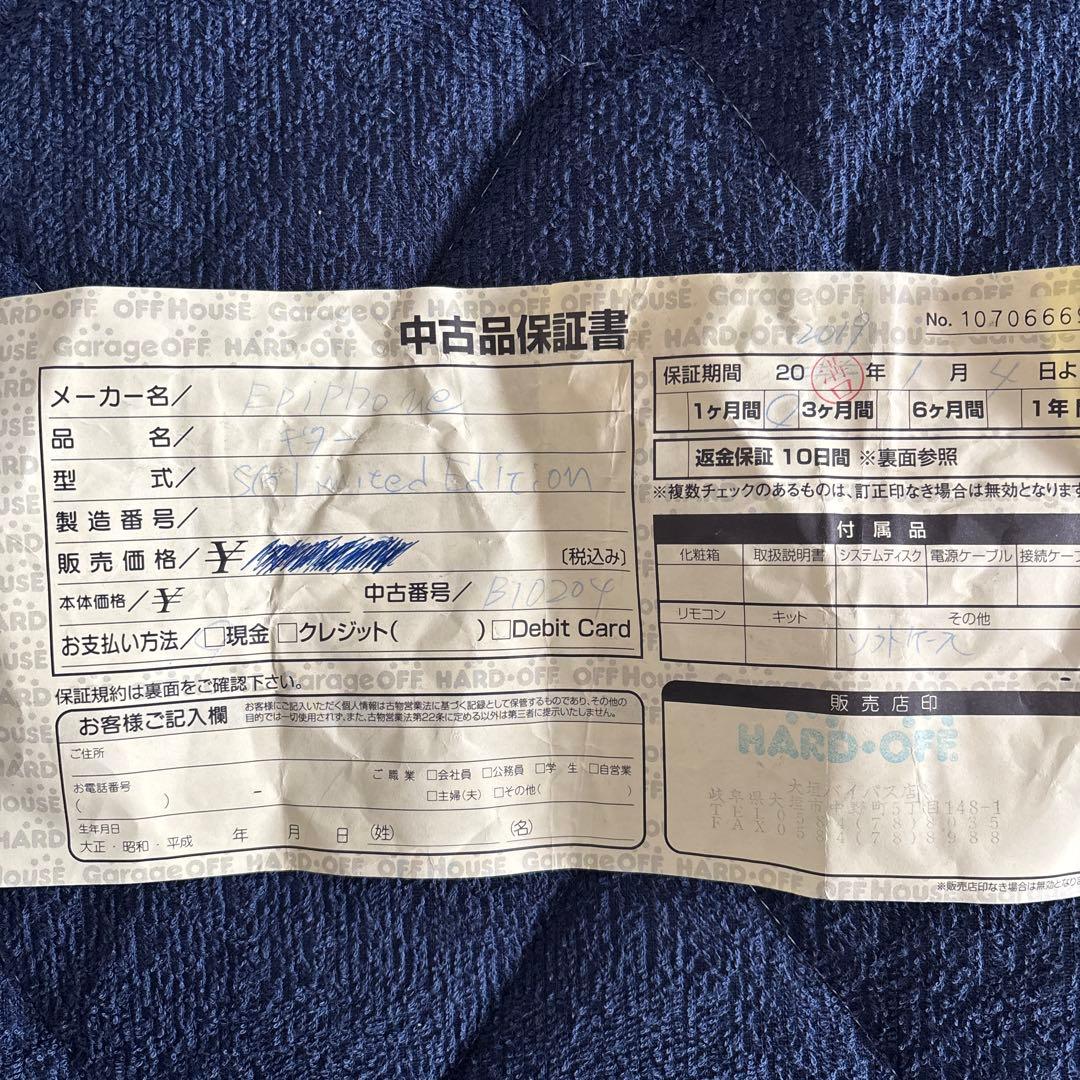 中古品保証書
No. 1070666
メーカー名／ Epiphone
品名／ ギター
型式／ SG Limited Edition
製造番号／
販売価格／￥ 〔税込み〕
本体価格／￥ 中古番号／ B10204
お支払い方法／□現金 □クレジット( ) □Debit Card
保証規約は裏面をご確認下さい。
お客様ご記入欄
お客様にご記入いただく個人情報は古物営業法に基づく記録として保管するものであり、その他の
目的では一切使用されず、また、古物営業法第22条に定める以外は第三者に提示いたしません。
ご住所
お電話番号
( ) -
ご職業 □会社員 □公務員 □学生 □自営業
□主婦(夫) □その他( )
生年月日
大正・昭和・平成 年 月 日 (姓) (名)
2019
保証期間 20 年 1 月 4 日よ
1ヶ月間 3ヶ月間 6ヶ月間 1年
返金保証 10日間 ※裏面参照
※複数チェックのあるものは、訂正印なき場合は無効となります
付属品
化粧箱 取扱説明書 システムディスク 電源ケーブル 接続ケー
リモコン キット その他
ソフトケース
販売店印
HARD・OFF
大垣バイパス店
岐阜県大垣市中野町5丁目148-1
TEL
FAX0584(78)8988
※販売店印なき場合は無効となりま